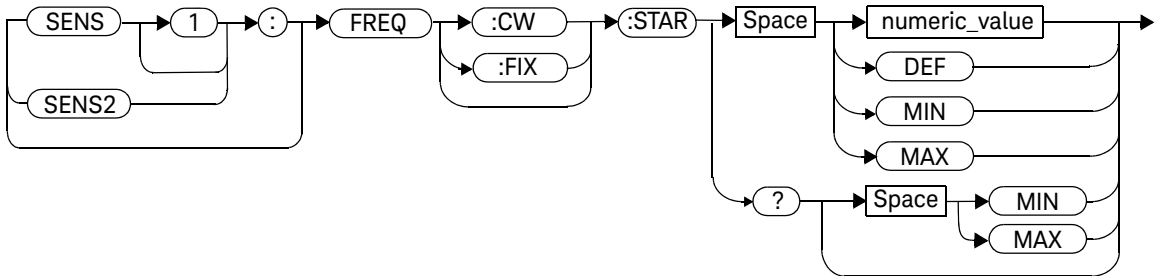 SENS 1 : FREQ :CW :STAR Space numeric_value
:FIX DEF
SENS2 MIN
MAX
? Space MIN
MAX